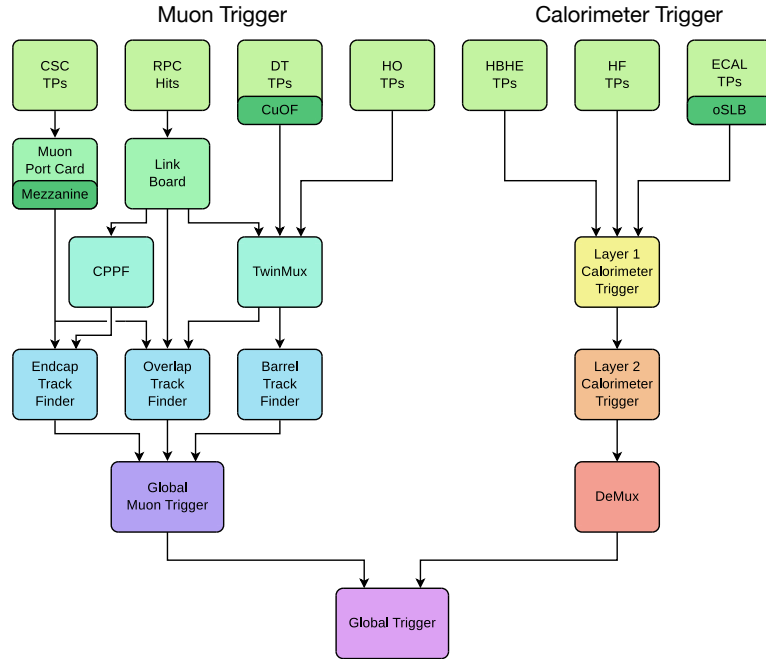 Muon Trigger
Calorimeter Trigger
CSC
TPs
RPC
Hits
DT
TPs
CuOF
HO
TPs
HBHE
TPs
HF
TPs
ECAL
TPs
oSLB
Muon
Port Card
Mezzanine
Link
Board
CPPF
TwinMux
Layer 1
Calorimeter
Trigger
Endcap
Track
Finder
Overlap
Track
Finder
Barrel
Track
Finder
Layer 2
Calorimeter
Trigger
Global
Muon Trigger
DeMux
Global Trigger